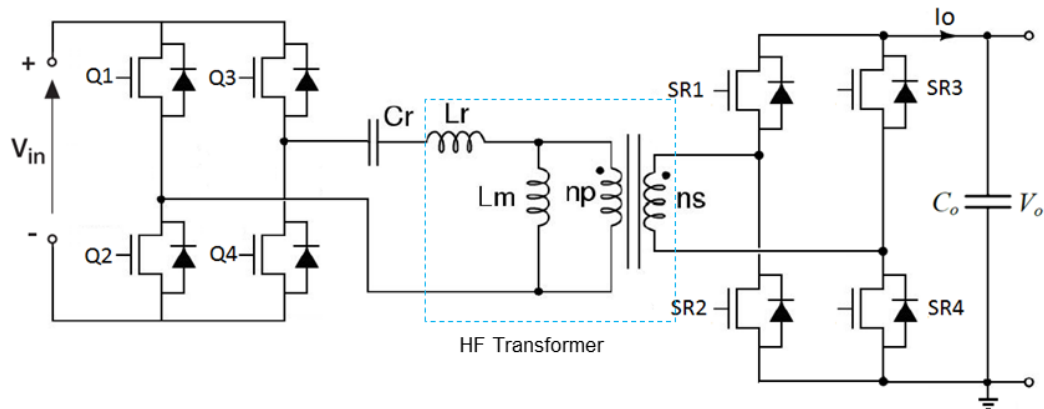 Io
+
Q1
Q3
SR1
SR3
Cr
Lr
Vin
Lm
np
ns
Co
Vo
-
Q2
Q4
SR2
SR4
HF Transformer